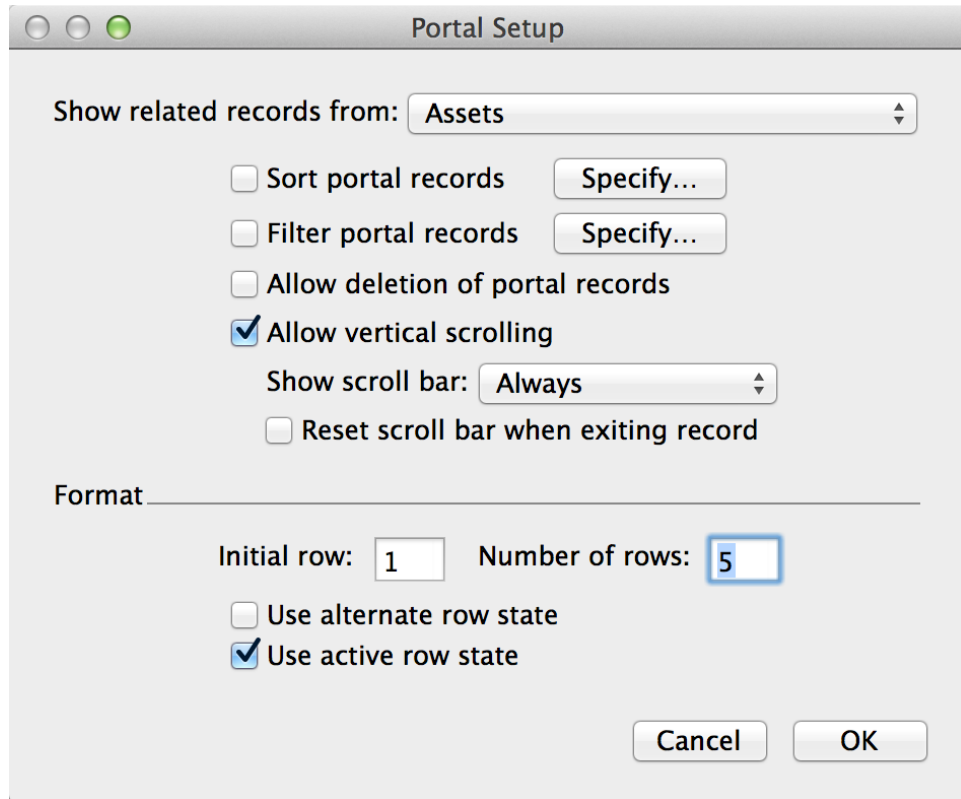 Portal Setup
Show related records from: Assets
Sort portal records Specify...
Filter portal records Specify...
Allow deletion of portal records
Allow vertical scrolling
Show scroll bar: Always
Reset scroll bar when exiting record
Format
Initial row: 1 Number of rows: 5
Use alternate row state
Use active row state
Cancel OK